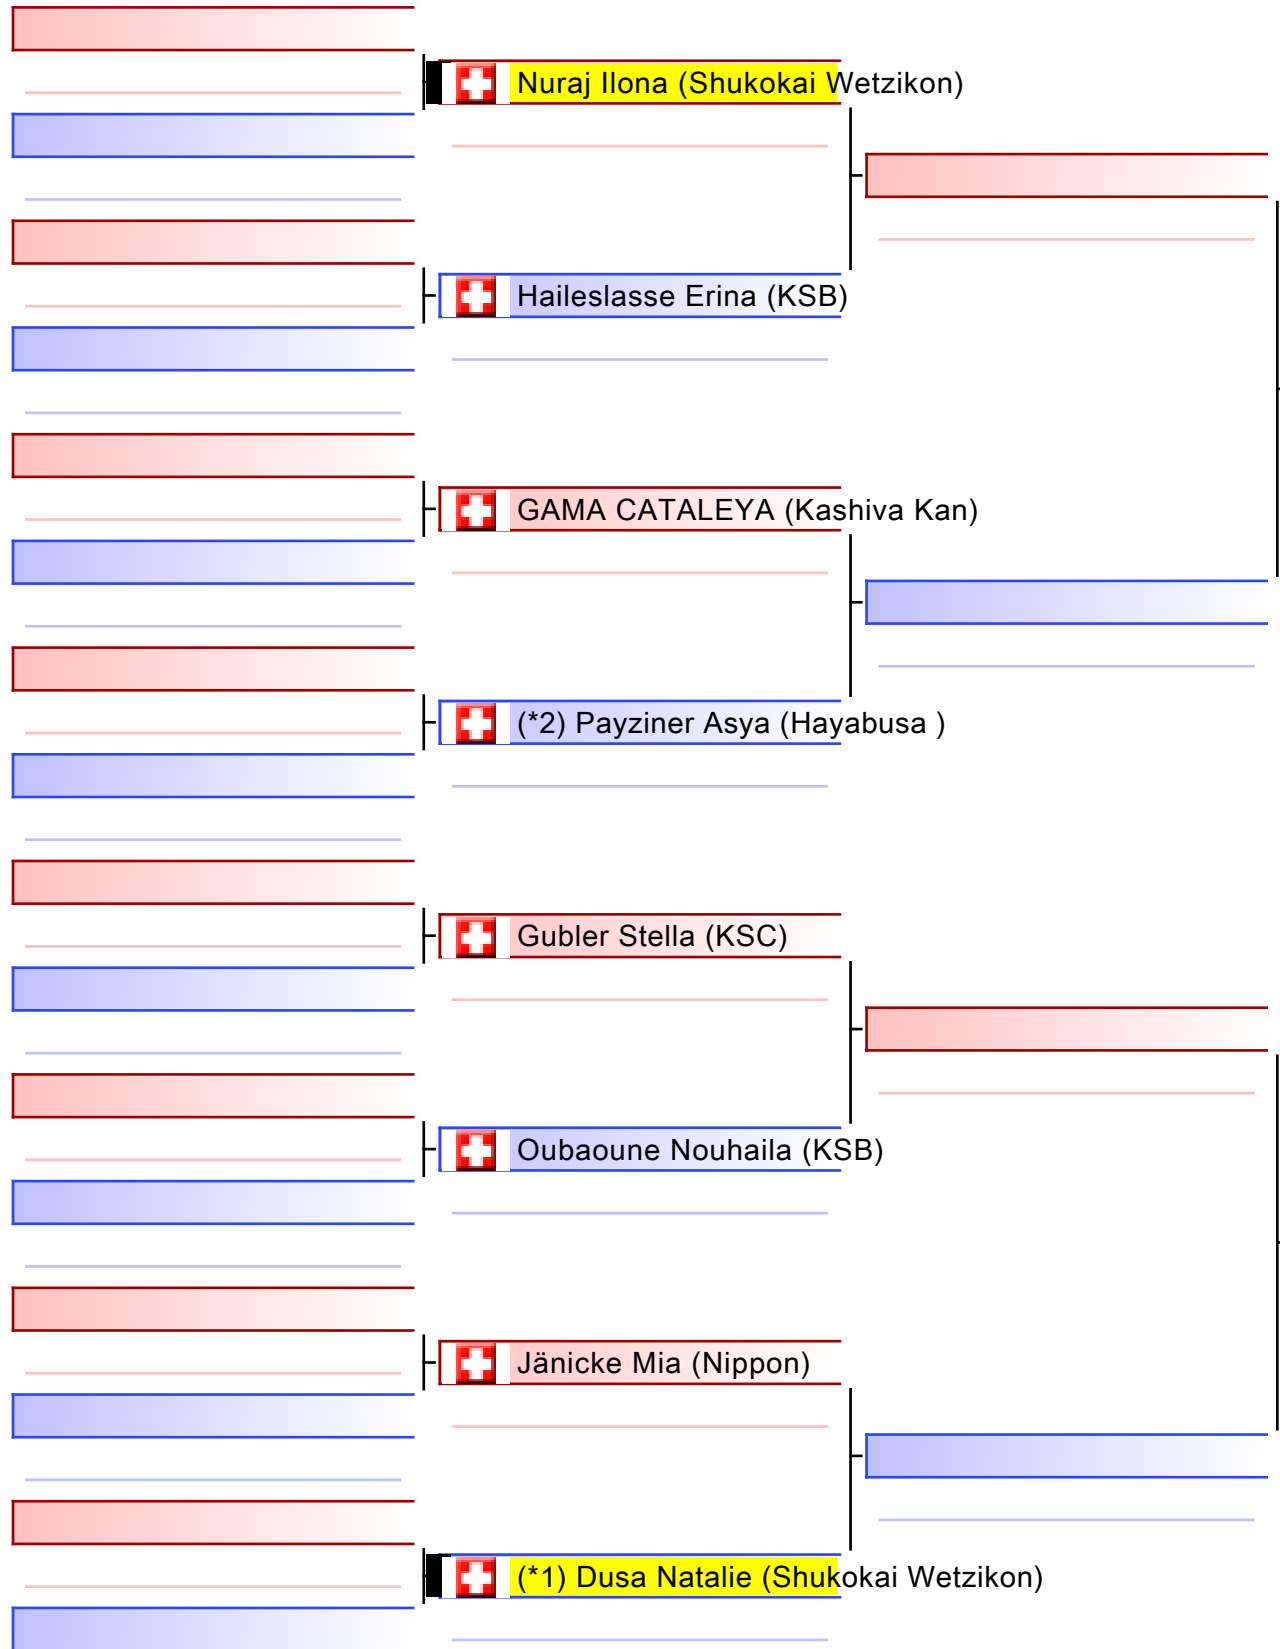 Nuraj Ilona (Shukokai Wetzikon)
Haileslasse Erina (KSB)
GAMA CATALEYA (Kashiva Kan)
(*2) Payziner Asya (Hayabusa )
Gubler Stella (KSC)
Oubaoune Nouhaila (KSB)
Jänicke Mia (Nippon)
(*1) Dusa Natalie (Shukokai Wetzikon)